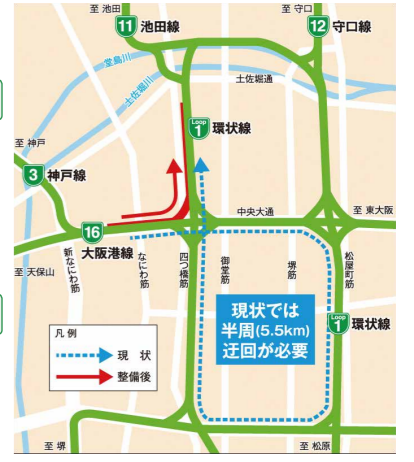 至 池田
11 池田線
至 守口
12 守口線
堂島川
土佐堀川
土佐堀通
Loop 1 環状線
至 神戸
3 神戸線
16
大阪港線
中央大通
至 東大阪
至 天保山
新なにわ筋
なにわ筋
四つ橋筋
御堂筋
堺筋
松屋町筋
現状では
半周(5.5km)
迂回が必要
Loop 1 環状線
凡例
現 状
整備後
至 堺
至 松原